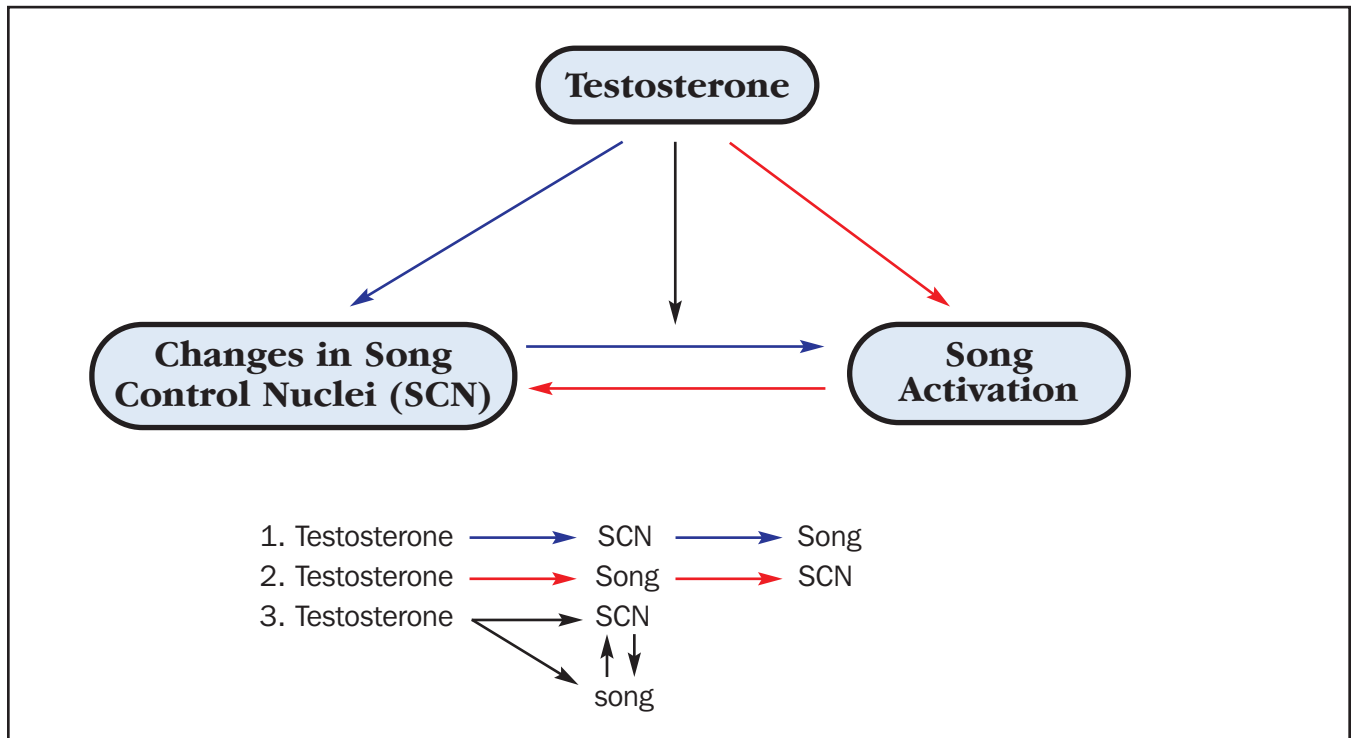 Testosterone
Changes in Song
Control Nuclei (SCN)
Song
Activation
1. Testosterone SCN Song
2. Testosterone Song SCN
3. Testosterone SCN
song